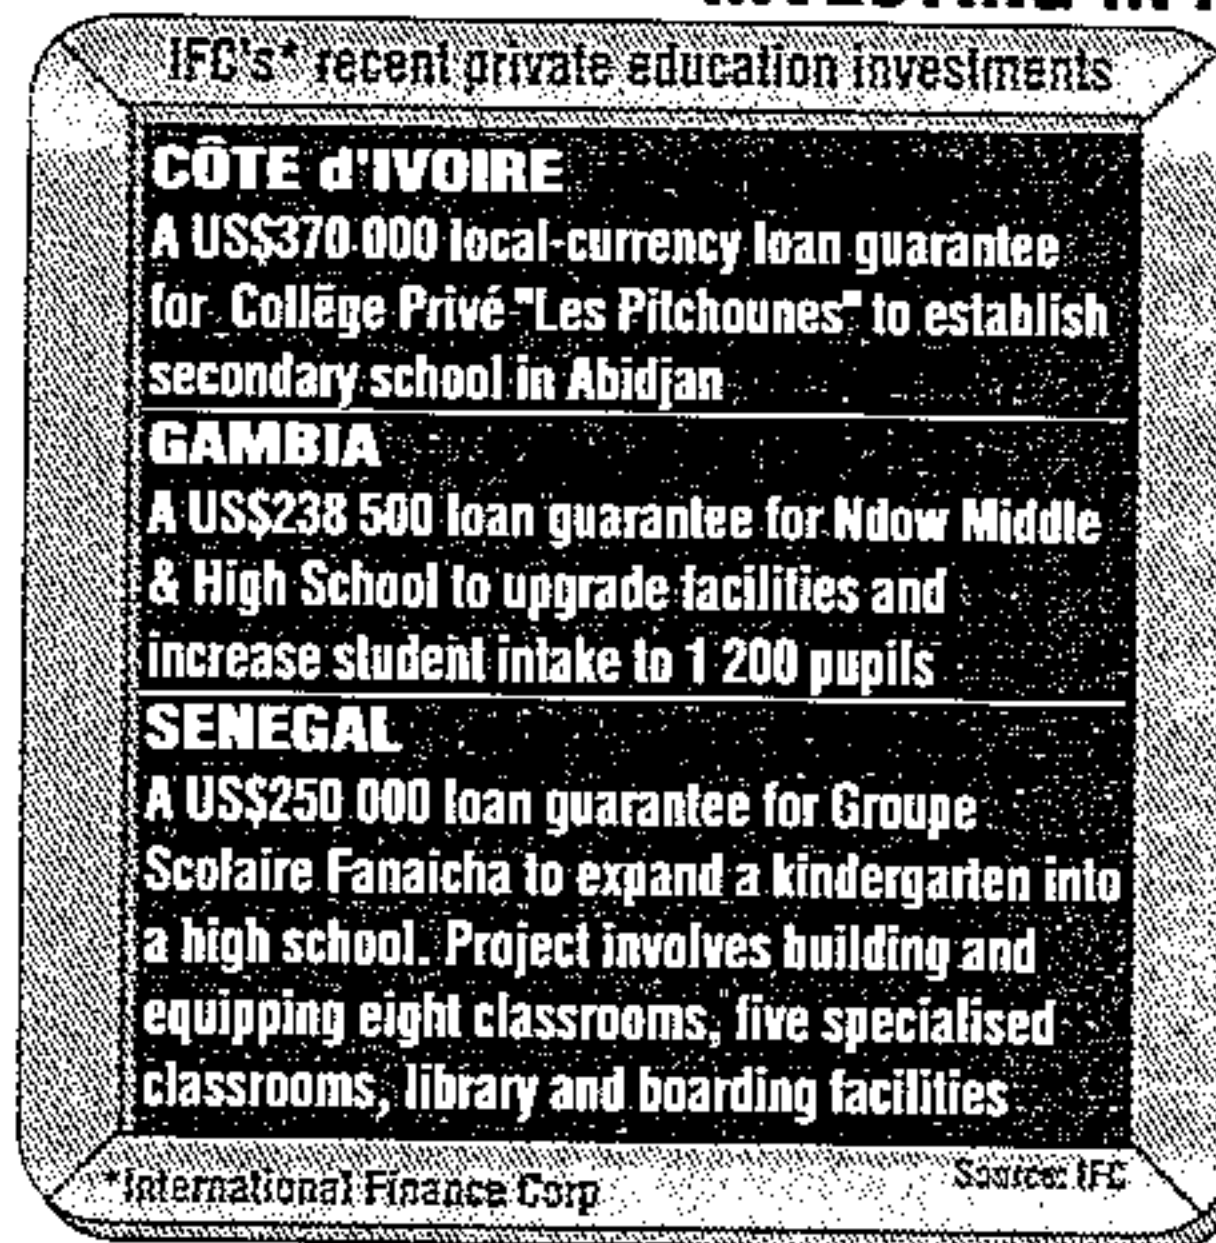 IFC's* recent private education investments
CÔTE d'IVOIRE
A US$370 000 local-currency loan guarantee
for Collēge Privé "Les Pitchounes" to establish
secondary school in Abidjan
GAMBIA
A US$238 500 loan guarantee for Ndow Middle
& High School to upgrade facilities and
increase student intake to 1 200 pupils
SENEGAL
A US$250 000 loan guarantee for Groupe
Scolaire Fanaicha to expand a kindergarten into
a high school. Project involves building and
equipping eight classrooms, five specialised
classrooms, library and boarding facilities
*International Finance Corp
Source: IFC